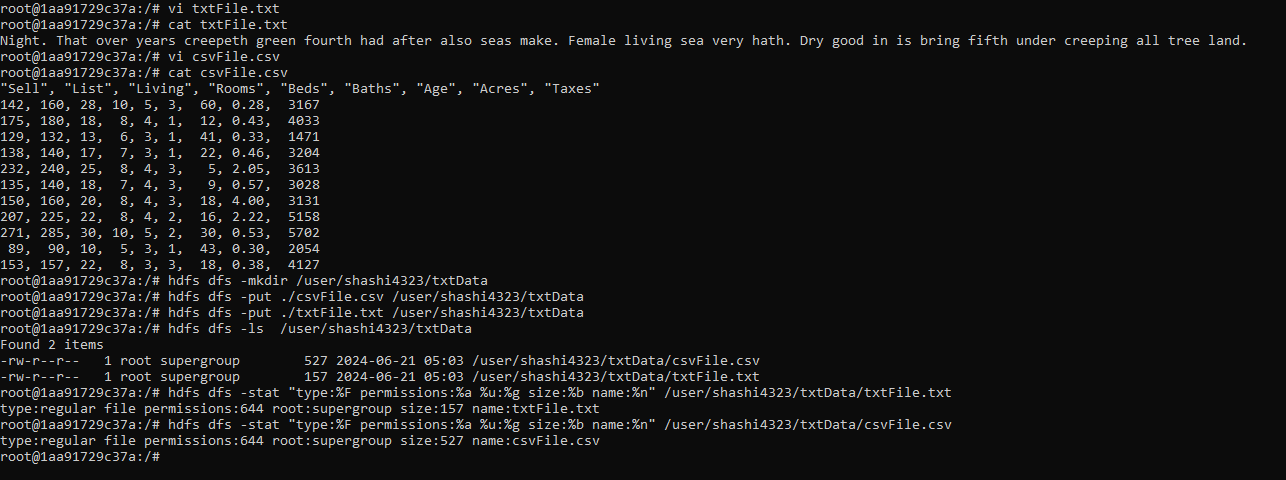 root@1aa91729c37a:/# vi txtFile.txt
root@1aa91729c37a:/# cat txtFile.txt
Night. That over years creepeth green fourth had after also seas make. Female living sea very hath. Dry good in is bring fifth under creeping all tree land.
root@1aa91729c37a:/# vi csvFile.csv
root@1aa91729c37a:/# cat csvFile.csv
"Sell", "List", "Living", "Rooms", "Beds", "Baths", "Age", "Acres", "Taxes"
142, 160, 28, 10, 5, 3,  60, 0.28,  3167
175, 180, 18,  8, 4, 1,  12, 0.43,  4033
129, 132, 13,  6, 3, 1,  41, 0.33,  1471
138, 140, 17,  7, 3, 1,  22, 0.46,  3204
232, 240, 25,  8, 4, 3,   5, 2.05,  3613
135, 140, 18,  7, 4, 3,   9, 0.57,  3028
150, 160, 20,  8, 4, 3,  18, 4.00,  3131
207, 225, 22,  8, 4, 2,  16, 2.22,  5158
271, 285, 30, 10, 5, 2,  30, 0.53,  5702
 89,  90, 10,  5, 3, 1,  43, 0.30,  2054
153, 157, 22,  8, 3, 3,  18, 0.38,  4127
root@1aa91729c37a:/# hdfs dfs -mkdir /user/shashi4323/txtData
root@1aa91729c37a:/# hdfs dfs -put ./csvFile.csv /user/shashi4323/txtData
root@1aa91729c37a:/# hdfs dfs -put ./txtFile.txt /user/shashi4323/txtData
root@1aa91729c37a:/# hdfs dfs -ls  /user/shashi4323/txtData
Found 2 items
-rw-r--r--   1 root supergroup        527 2024-06-21 05:03 /user/shashi4323/txtData/csvFile.csv
-rw-r--r--   1 root supergroup        157 2024-06-21 05:03 /user/shashi4323/txtData/txtFile.txt
root@1aa91729c37a:/# hdfs dfs -stat "type:%F permissions:%a %u:%g size:%b name:%n" /user/shashi4323/txtData/txtFile.txt
type:regular file permissions:644 root:supergroup size:157 name:txtFile.txt
root@1aa91729c37a:/# hdfs dfs -stat "type:%F permissions:%a %u:%g size:%b name:%n" /user/shashi4323/txtData/csvFile.csv
type:regular file permissions:644 root:supergroup size:527 name:csvFile.csv
root@1aa91729c37a:/#